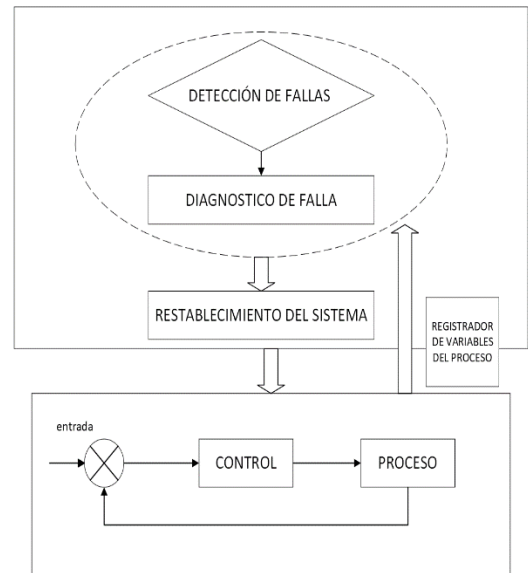 DETECCIÓN DE FALLAS
DIAGNOSTICO DE FALLA
RESTABLECIMIENTO DEL SISTEMA
REGISTRADOR
DE VARIABLES
DEL PROCESO
entrada
CONTROL
PROCESO